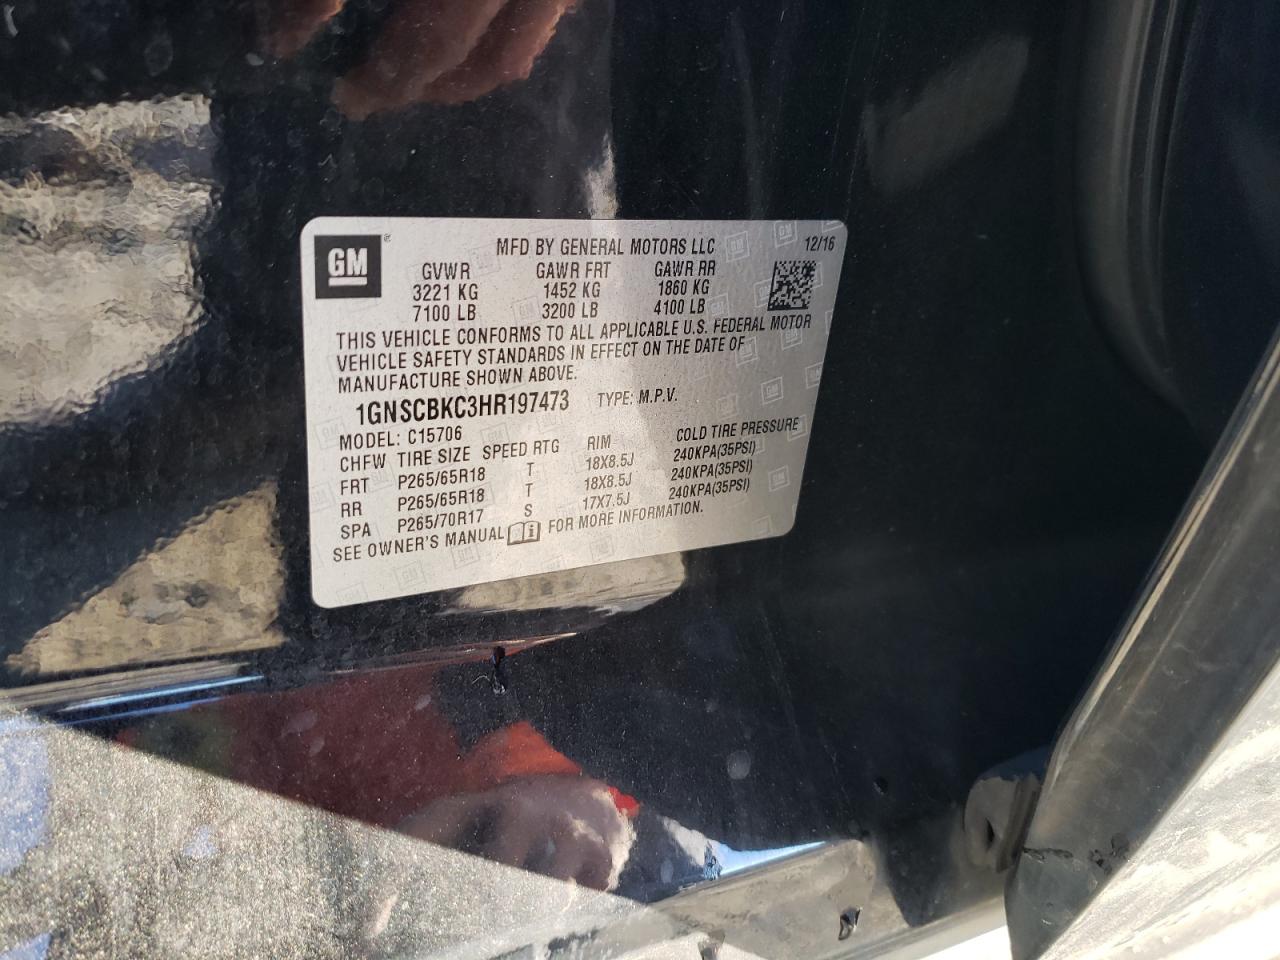 GM
MFD BY GENERAL MOTORS LLC 12/16
GVWR GAWR FRT GAWR RR
3221 KG 1452 KG 1860 KG
7100 LB 3200 LB 4100 LB
THIS VEHICLE CONFORMS TO ALL APPLICABLE U.S. FEDERAL MOTOR
VEHICLE SAFETY STANDARDS IN EFFECT ON THE DATE OF
MANUFACTURE SHOWN ABOVE.
1GNSCBKC3HR197473 TYPE: M.P.V.
MODEL: C15706
CHFW TIRE SIZE SPEED RTG RIM COLD TIRE PRESSURE
FRT P265/65R18 T 18X8.5J 240KPA(35PSI)
RR P265/65R18 T 18X8.5J 240KPA(35PSI)
SPA P265/70R17 S 17X7.5J 240KPA(35PSI)
SEE OWNER'S MANUAL FOR MORE INFORMATION.